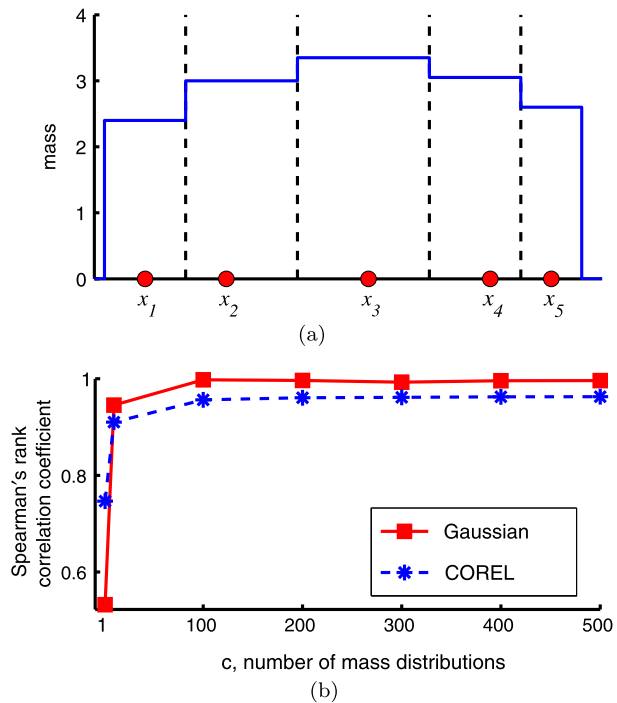 4
3
2
1
0
mass
x1 x2 x3 x4 x5
(a)
1
0.8
0.6
Spearman′s rank
correlation coefficient
Gaussian
COREL
1 100 200 300 400 500
c, number of mass distributions
(b)